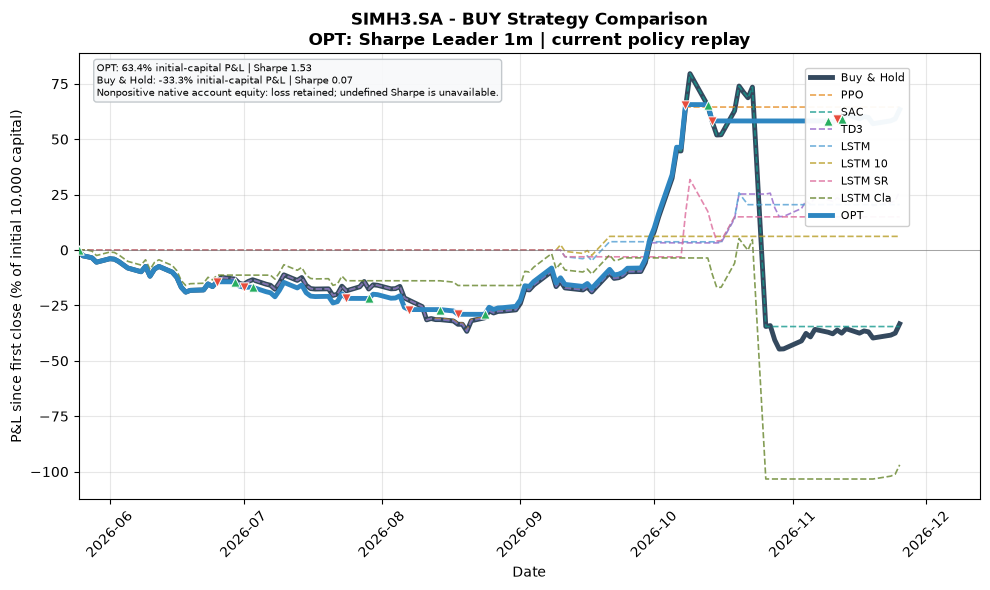 SIMH3.SA - BUY Strategy Comparison
OPT: Sharpe Leader 1m | current policy replay
OPT: 63.4% initial-capital P&L | Sharpe 1.53
Buy & Hold: -33.3% initial-capital P&L | Sharpe 0.07
Nonpositive native account equity: loss retained; undefined Sharpe is unavailable.
Buy & Hold
PPO
SAC
TD3
LSTM
LSTM 10
LSTM SR
LSTM Cla
OPT
P&L since first close (% of initial 10,000 capital)
75
50
25
0
−25
−50
−75
−100
2026-06
2026-07
2026-08
2026-09
2026-10
2026-11
2026-12
Date